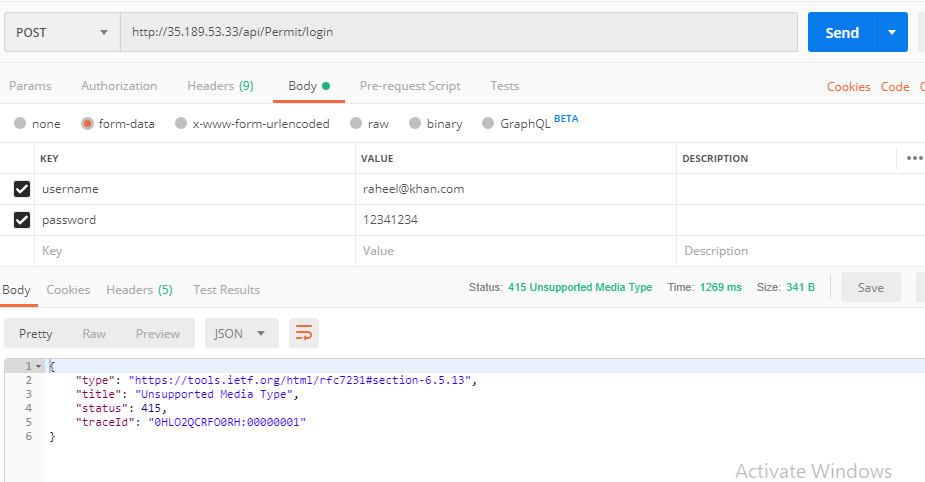 POST http://35.189.53.33/api/Permit/login Send
Params Authorization Headers (9) Body Pre-request Script Tests Cookies Code
none form-data x-www-form-urlencoded raw binary GraphQL BETA
KEY VALUE DESCRIPTION •••
username raheel@khan.com
password 12341234
Key Value Description
Body Cookies Headers (5) Test Results Status: 415 Unsupported Media Type Time: 1269 ms Size: 341 B Save
Pretty Raw Preview JSON
1 {
2 "type": "https://tools.ietf.org/html/rfc7231#section-6.5.13",
3 "title": "Unsupported Media Type",
4 "status": 415,
5 "traceId": "0HLO2QCRFO0RH:00000001"
6 }
Activate Windows